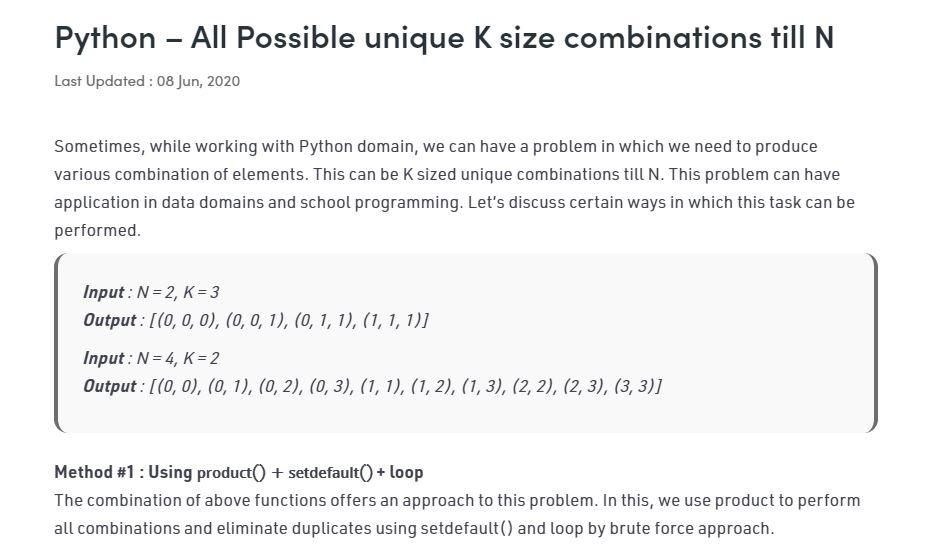 Python – All Possible unique K size combinations till N
Last Updated : 08 Jun, 2020
Sometimes, while working with Python domain, we can have a problem in which we need to produce
various combination of elements. This can be K sized unique combinations till N. This problem can have
application in data domains and school programming. Let’s discuss certain ways in which this task can be
performed.
Input : N = 2, K = 3
Output : [(0, 0, 0), (0, 0, 1), (0, 1, 1), (1, 1, 1)]
Input : N = 4, K = 2
Output : [(0, 0), (0, 1), (0, 2), (0, 3), (1, 1), (1, 2), (1, 3), (2, 2), (2, 3), (3, 3)]
Method #1 : Using product() + setdefault() + loop
The combination of above functions offers an approach to this problem. In this, we use product to perform
all combinations and eliminate duplicates using setdefault() and loop by brute force approach.